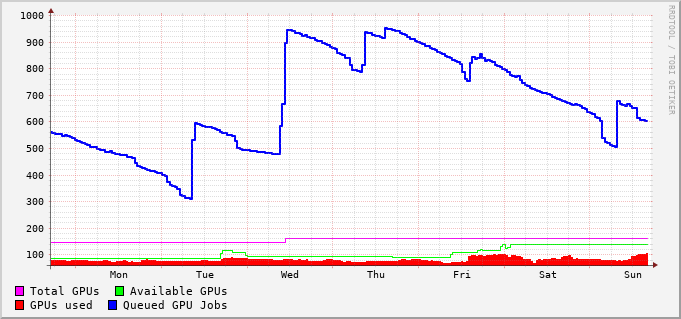 1000
900
800
700
600
500
400
300
200
100
Mon Tue Wed Thu Fri Sat Sun
Total GPUs Available GPUs
GPUs used Queued GPU Jobs
RRDTOOL / TOBI OETIKER